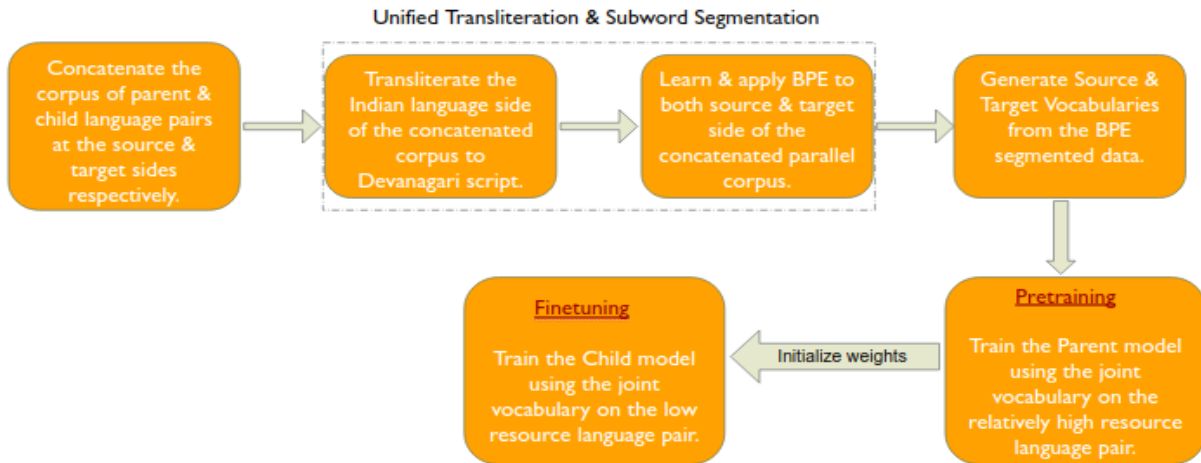 Unified Transliteration & Subword Segmentation
Concatenate the
corpus of parent &
child language pairs
at the source &
target sides
respectively.
Transliterate the
Indian language side
of the concatenated
corpus to
Devanagari script.
Learn & apply BPE to
both source & target
side of the
concatenated parallel
corpus.
Generate Source &
Target Vocabularies
from the BPE
segmented data.
Pretraining
Train the Parent model
using the joint
vocabulary on the
relatively high resource
language pair.
Initialize weights
Finetuning
Train the Child model
using the joint
vocabulary on the low
resource language pair.